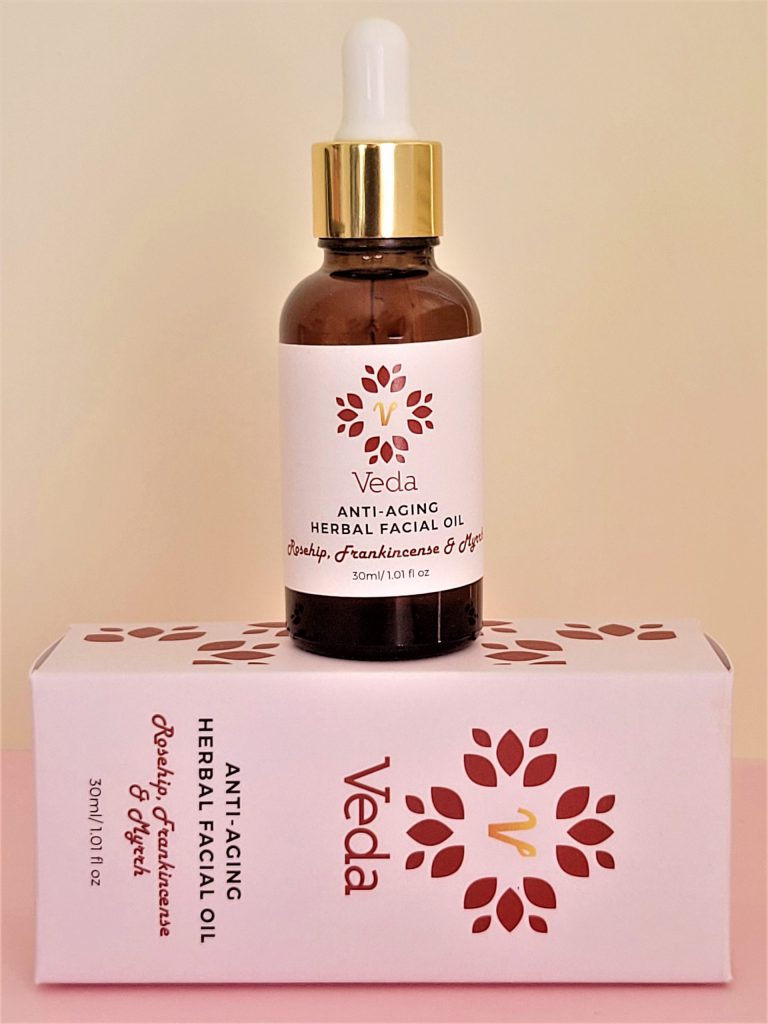 V
Veda
ANTI-AGING
HERBAL FACIAL OIL
Rosehip, Frankincense & Myrrh
30ml/1.01 fl oz
V
Veda
ANTI-AGING
HERBAL FACIAL OIL
Rosehip, Frankincense
& Myrrh
30ml/1.01 fl oz